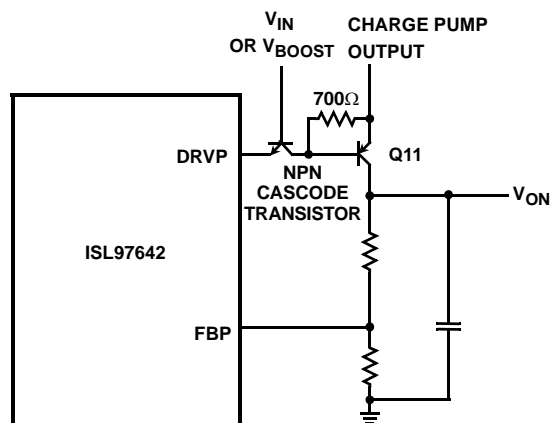 V_IN
OR V_BOOST
CHARGE PUMP
OUTPUT
700Ω
DRVP
Q11
NPN
CASCODE
TRANSISTOR
V_ON
ISL97642
FBP